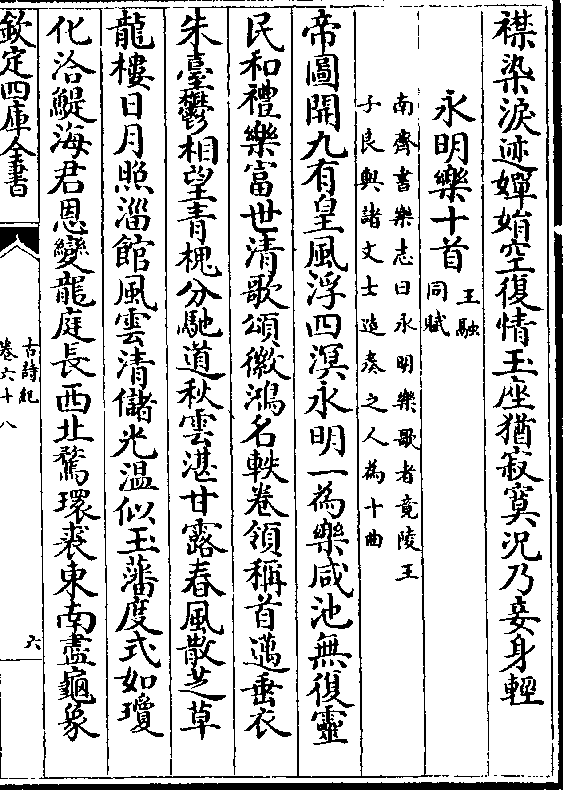 襟染淚迹嬋媍空復情玉座猶寂寞況乃妾身輕
永明樂十首
王融
同賦
南齊書樂志曰永明樂歌者竟陵王
子良與諸文士造奏之人為十曲
帝圖開九有皇風浮四溟永明一為樂咸池無復靈
民和禮樂富世清歌頌徽鴻名軼卷領稱首邁垂衣
朱臺鬱相望青槐分馳道秋雲湛甘露春風散芝草
龍樓日月照淄館風雲清儲光温似玉藩度式如瓊
化洽鯷海君恩變龍庭長西北騖環裘東南盡龜象
欽定四庫全書
古詩紀
卷六十八
六